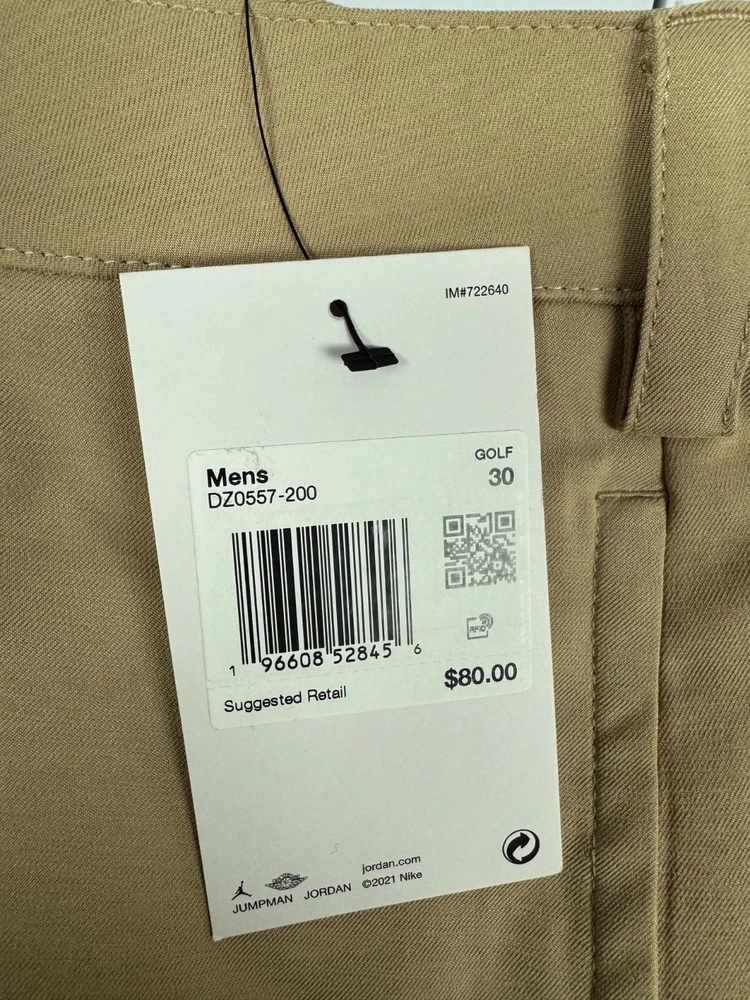 IM#722640
Mens
DZ0557-200
GOLF
30
RFID
1 96608 52845 6
$80.00
Suggested Retail
JUMPMAN
JORDAN
jordan.com
©2021 Nike